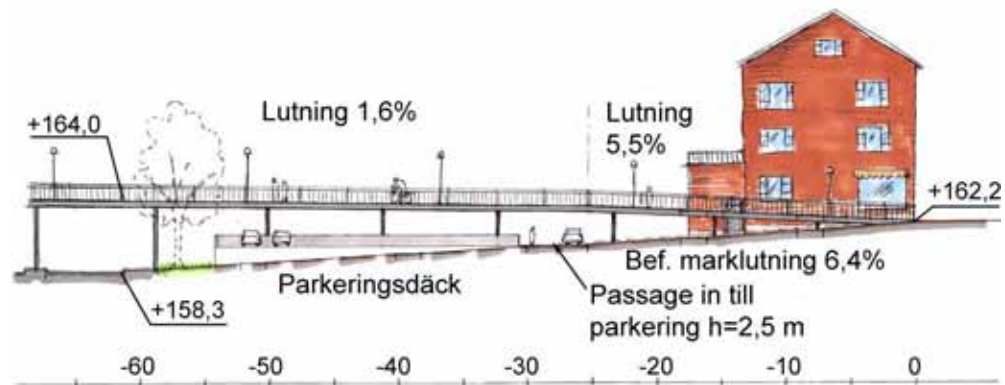 Lutning 1,6%
Lutning
5,5%
+164,0
+162,2
Bef. marklutning 6,4%
Parkeringsdäck
Passage in till
parkering h=2,5 m
+158,3
-60 -50 -40 -30 -20 -10 0